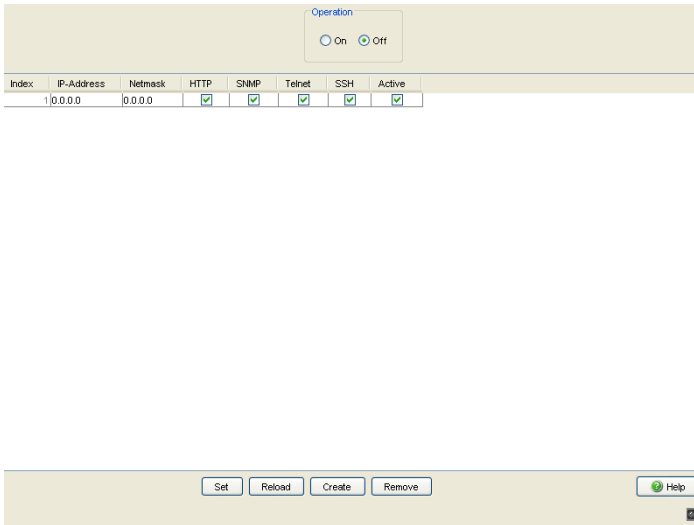 Operation
On Off
Index IP-Address Netmask HTTP SNMP Telnet SSH Active
1 0.0.0.0 0.0.0.0
Set Reload Create Remove Help